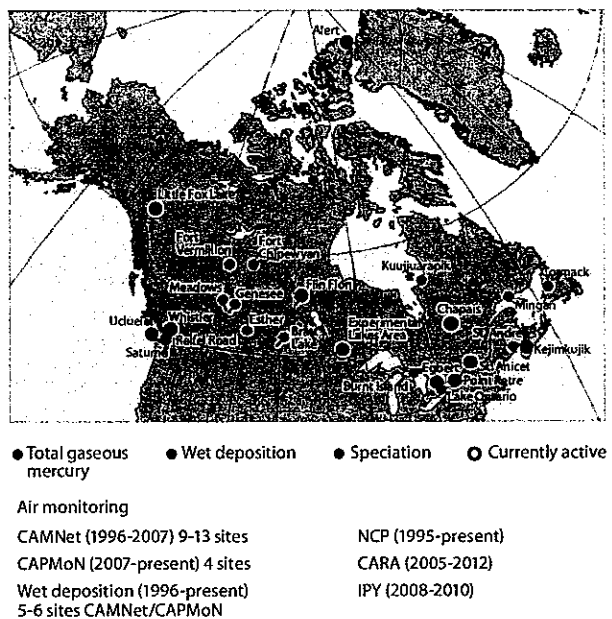 Alert
Little Fox Lake
Fort Vermilion
Fort Chipewyan
Kuujjuarapik
Cormack
Meadows
Genesee
Flin Flon
Mingan
Chapais
Ucluelet
Whistler
Esther
Experimental Lakes Area
St. Andrews
Saturna
Reifel Road
Bratt's Lake
Kejimkujik
Egbert
St. Anicet
Burnt Island
Point Petre
Lake Ontario
Total gaseous mercury
Wet deposition
Speciation
Currently active
Air monitoring
CAMNet (1996-2007) 9-13 sites
NCP (1995-present)
CAPMoN (2007-present) 4 sites
CARA (2005-2012)
Wet deposition (1996-present)
IPY (2008-2010)
5-6 sites CAMNet/CAPMoN